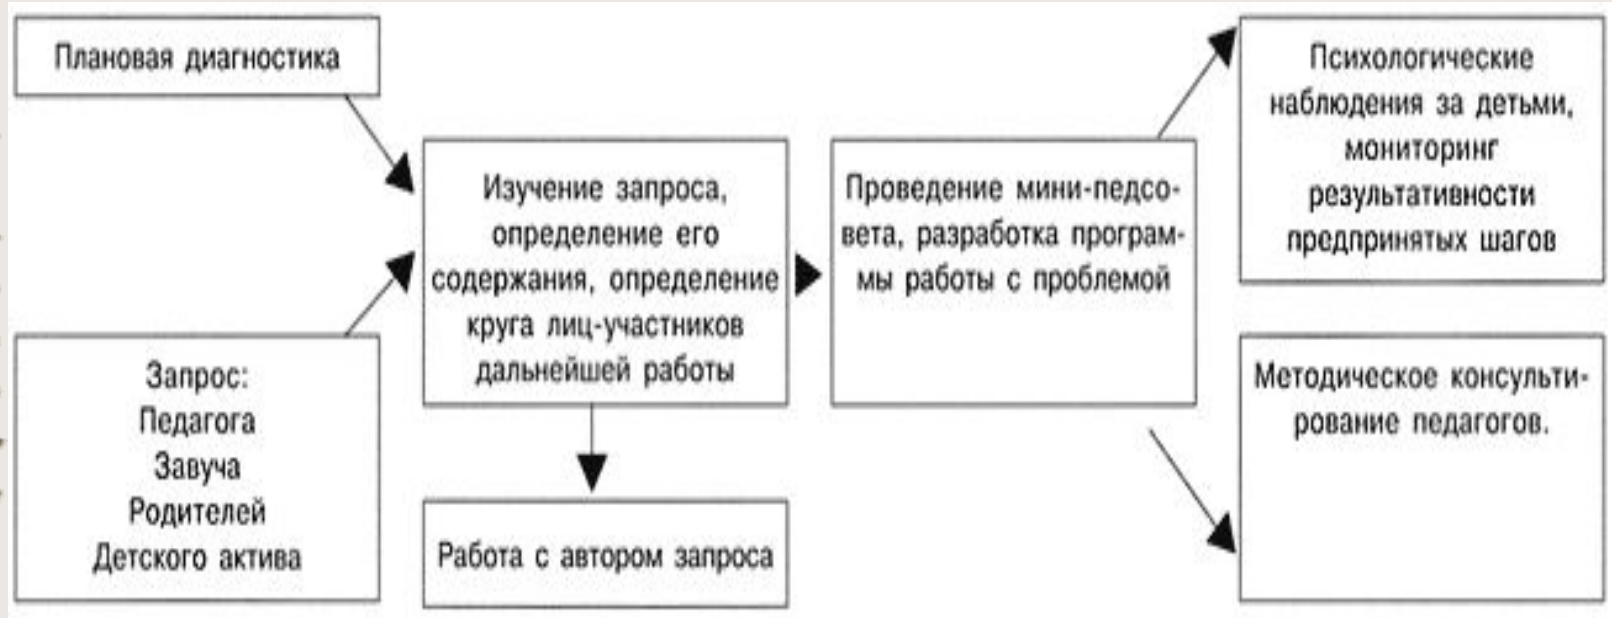 Плановая диагностика
Запрос:
Педагога
Завуча
Родителей
Детского актива
Изучение запроса,
определение его
содержания, определение
круга лиц-участников
дальнейшей работы
Работа с автором запроса
Проведение мини-педсо-
вета, разработка програм-
мы работы с проблемой
Психологические
наблюдения за детьми,
мониторинг
результативности
предпринятых шагов
Методическое консульти-
рование педагогов.